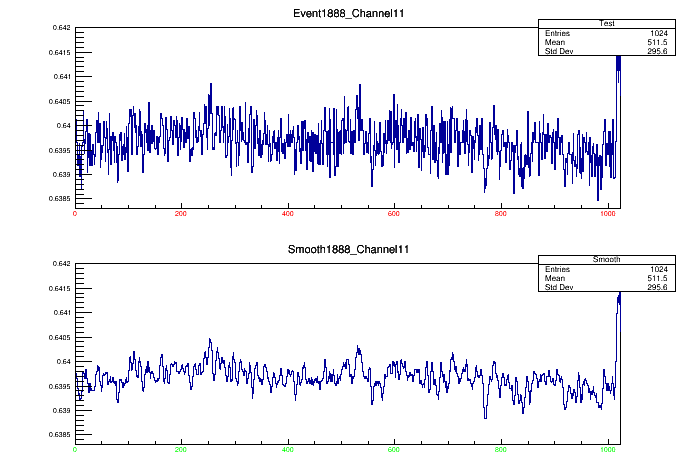 Event1888_Channel11
Test
Entries 1024
Mean 511.5
Std Dev 295.6
0.642
0.6415
0.641
0.6405
0.64
0.6395
0.639
0.6385
0 200 400 600 800 1000
Smooth1888_Channel11
Smooth
Entries 1024
Mean 511.5
Std Dev 295.6
0.642
0.6415
0.641
0.6405
0.64
0.6395
0.639
0.6385
0 200 400 600 800 1000